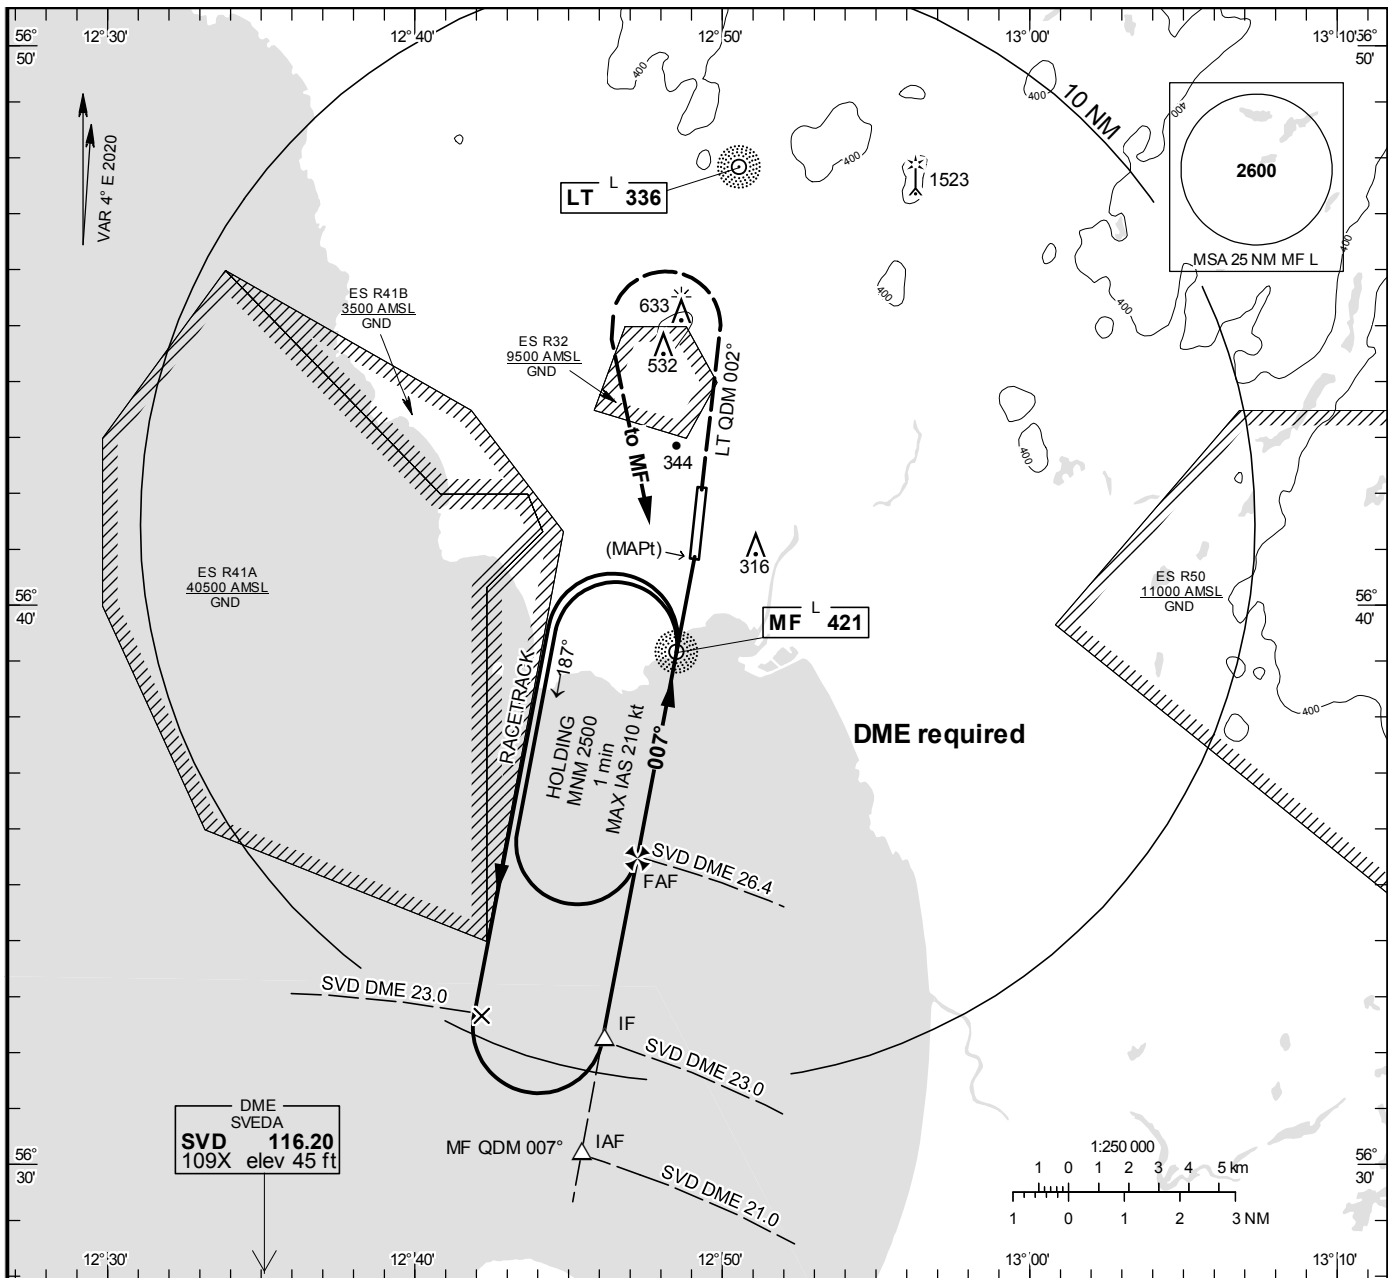 56° 12°30' 12°40' 12°50' 13°00' 13°10' 56°
50' 50'
400
400
10 NM
400
2600
MSA 25 NM MF L
VAR 4° E 2020
L
LT 336
400
1523
400
400
400
ES R41B
3500 AMSL
GND
633
532
ES R32
9500 AMSL
GND
LT QDM 002°
to MF
344
400
(MAPt)
316
ES R41A
40500 AMSL
GND
ES R50
11000 AMSL
GND
56°
40'
56°
40'
L
MF 421
RACETRACK
187°
HOLDING
MNM 2500
1 min
MAX IAS 210 kt
007°
DME required
400
SVD DME 26.4
FAF
SVD DME 23.0
IF
SVD DME 23.0
DME
SVEDA
SVD 116.20
109X elev 45 ft
MF QDM 007°
IAF
SVD DME 21.0
1:250 000
1 0 1 2 3 4 5 km
1 0 1 2 3 NM
56°
30'
56°
30'
12°30' 12°40' 12°50' 13°00' 13°10'